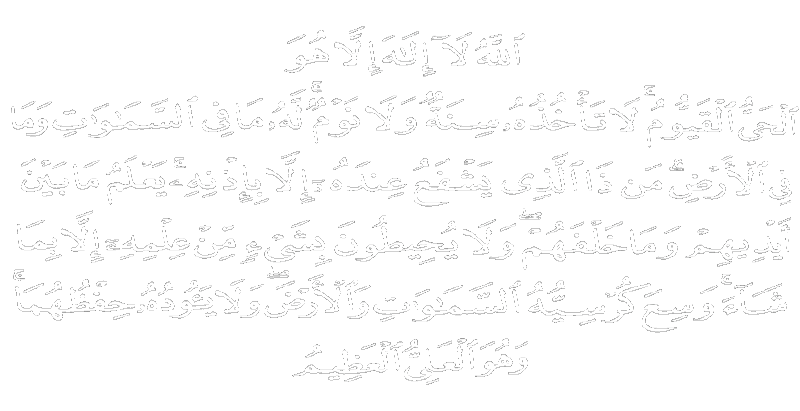 ٱللَّهُ لَآ إِلَٰهَ إِلَّا هُوَ
ٱلْحَىُّ ٱلْقَيُّومُ ۚ لَا تَأْخُذُهُۥ سِنَةٌ وَلَا نَوْمٌ ۚ لَّهُۥ مَا فِى ٱلسَّمَٰوَٰتِ وَمَا
فِى ٱلْأَرْضِ ۗ مَن ذَا ٱلَّذِى يَشْفَعُ عِندَهُۥٓ إِلَّا بِإِذْنِهِۦ ۚ يَعْلَمُ مَا بَيْنَ
أَيْدِيهِمْ وَمَا خَلْفَهُمْ ۖ وَلَا يُحِيطُونَ بِشَىْءٍ مِّنْ عِلْمِهِۦٓ إِلَّا بِمَا
شَآءَ ۚ وَسِعَ كُرْسِيُّهُ ٱلسَّمَٰوَٰتِ وَٱلْأَرْضَ ۖ وَلَا يَـُٔودُهُۥ حِفْظُهُمَا ۚ
وَهُوَ ٱلْعَلِىُّ ٱلْعَظِيمُ